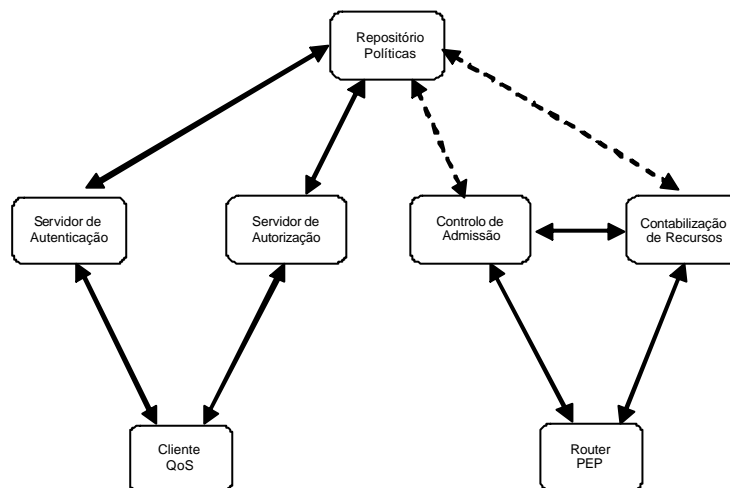 Repositório
Políticas
Servidor de
Autenticação
Servidor de
Autorização
Controlo de
Admissão
Contabilização
de Recursos
Cliente
QoS
Router
PEP